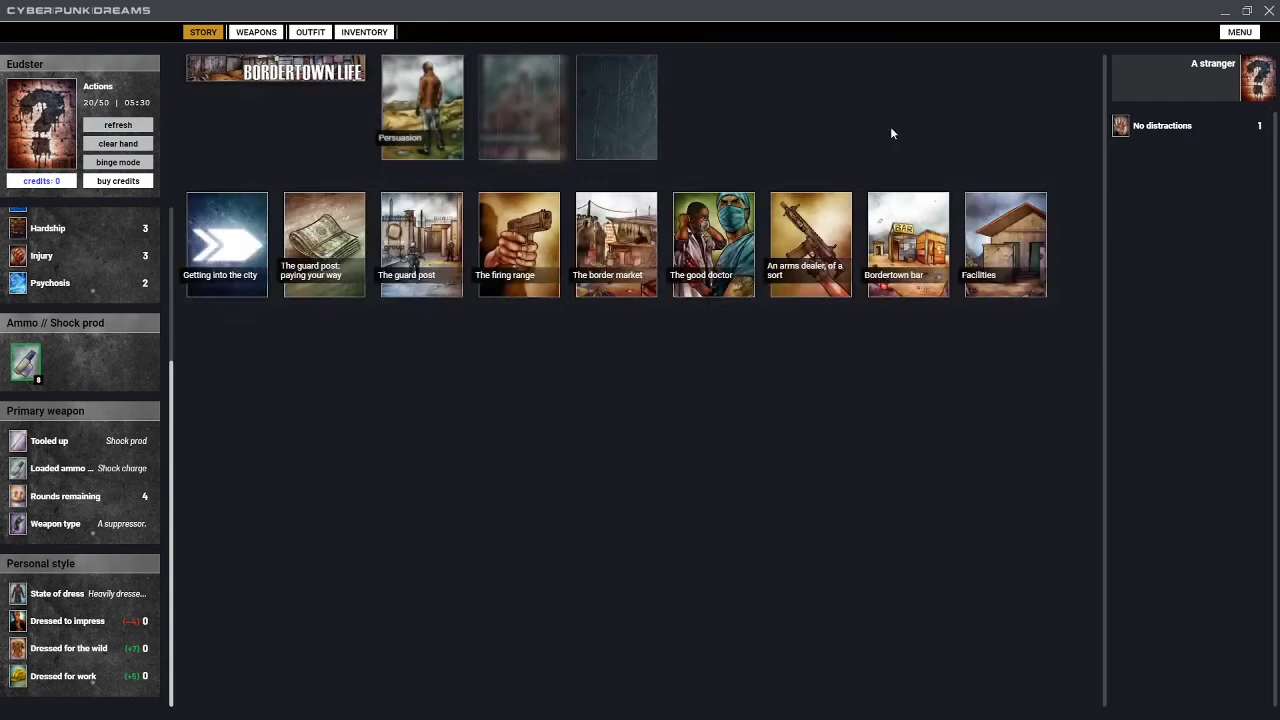 CYBER|PUNK|DREAMS
STORY
WEAPONS
OUTFIT
INVENTORY
MENU
Eudster
Actions
20/50 | 05:30
refresh
clear hand
binge mode
credits: 0
buy credits
Hardship 3
Injury 3
Psychosis 2
Ammo // Shock prod
8
Primary weapon
Tooled up Shock prod
Loaded ammo ... Shock charge
Rounds remaining 4
Weapon type A suppressor.
Personal style
State of dress Heavily dresse...
Dressed to impress (-4) 0
Dressed for the wild (+7) 0
Dressed for work (+5) 0
BORDERTOWN LIFE
Persuasion
Getting into the city
The guard post:
paying your way
The guard post
The firing range
The border market
The good doctor
An arms dealer, of a
sort
BAR
Bordertown bar
Facilities
A stranger
No distractions 1